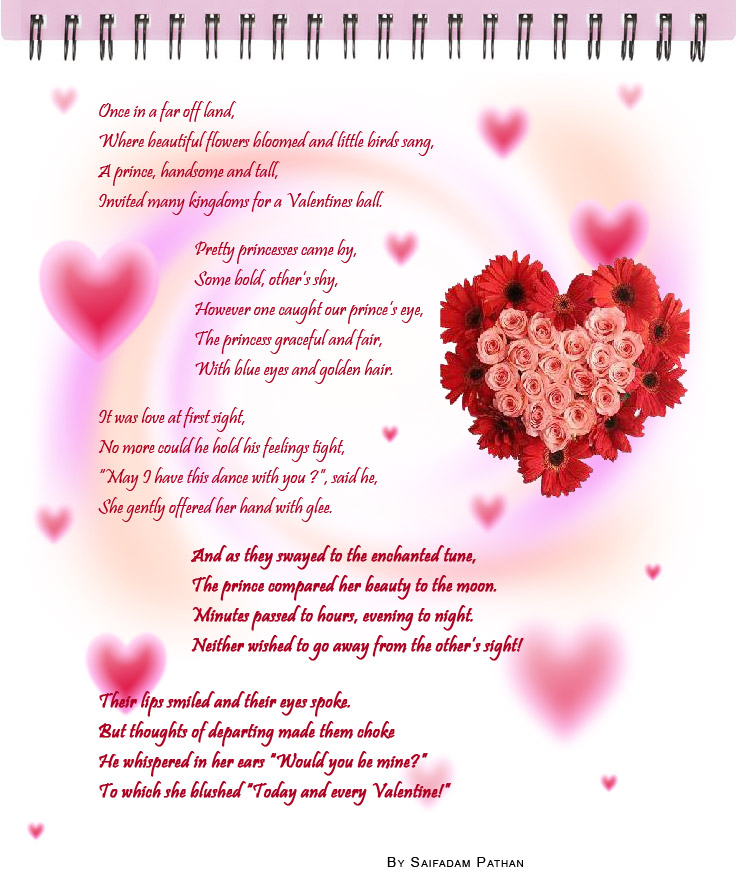 Once in a far off land,
Where beautiful flowers bloomed and little birds sang,
A prince, handsome and tall,
Invited many kingdoms for a Valentines ball.
Pretty princesses came by,
Some bold, other's shy,
However one caught our prince's eye,
The princess graceful and fair,
With blue eyes and golden hair.
It was love at first sight,
No more could he hold his feelings tight,
"May I have this dance with you ?", said he,
She gently offered her hand with glee.
And as they swayed to the enchanted tune,
The prince compared her beauty to the moon.
Minutes passed to hours, evening to night.
Neither wished to go away from the other's sight!
Their lips smiled and their eyes spoke.
But thoughts of departing made them choke
He whispered in her ears "Would you be mine?"
To which she blushed "Today and every Valentine!"
By Saifadam Pathan